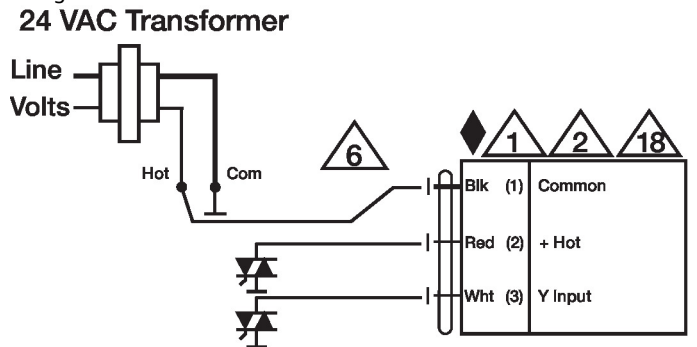 24 VAC Transformer
Line
Volts
Hot
Com
6
1
2
18
Blk (1) Common
Red (2) + Hot
Wht (3) Y Input